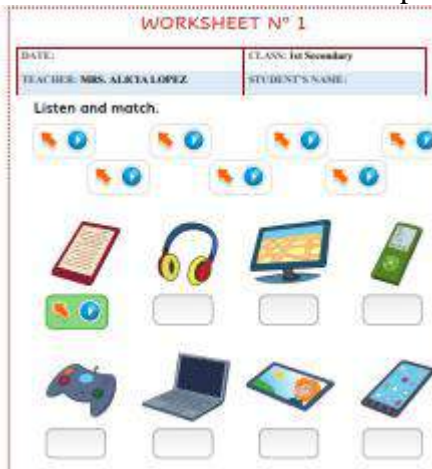 WORKSHEET N° 1
DATE: CLASS: 1st Secondary
TEACHER: MRS. ALICIA LOPEZ STUDENT'S NAME:
Listen and match.